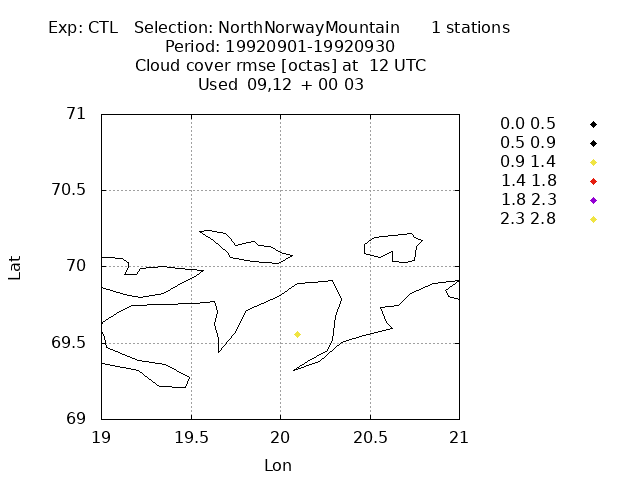 Exp: CTL Selection: NorthNorwayMountain 1 stations
Period: 19920901-19920930
Cloud cover rmse [octas] at 12 UTC
Used 09,12 + 00 03
71
70.5
70
69.5
69
Lat
19 19.5 20 20.5 21
Lon
0.0 0.5
0.5 0.9
0.9 1.4
1.4 1.8
1.8 2.3
2.3 2.8